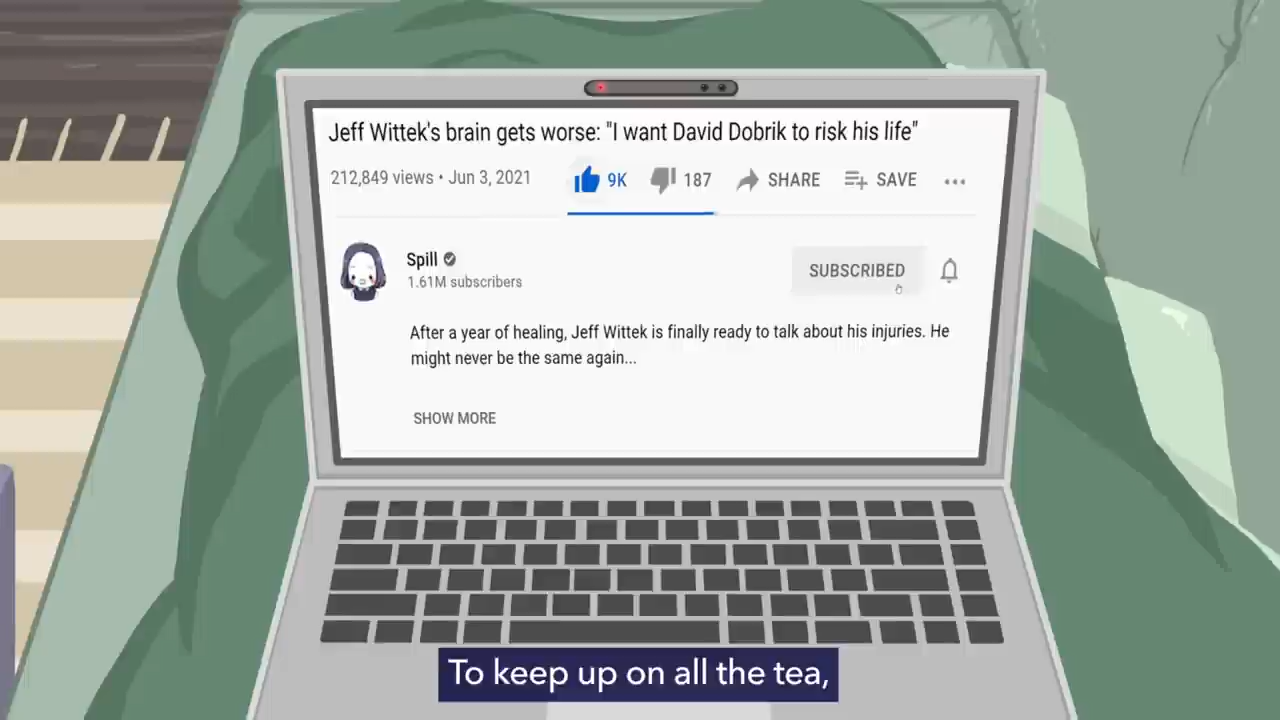 Jeff Wittek's brain gets worse: "I want David Dobrik to risk his life"
212,849 views • Jun 3, 2021 9K 187 SHARE SAVE
Spill
1.61M subscribers
SUBSCRIBED
After a year of healing, Jeff Wittek is finally ready to talk about his injuries. He
might never be the same again...
SHOW MORE
To keep up on all the tea,